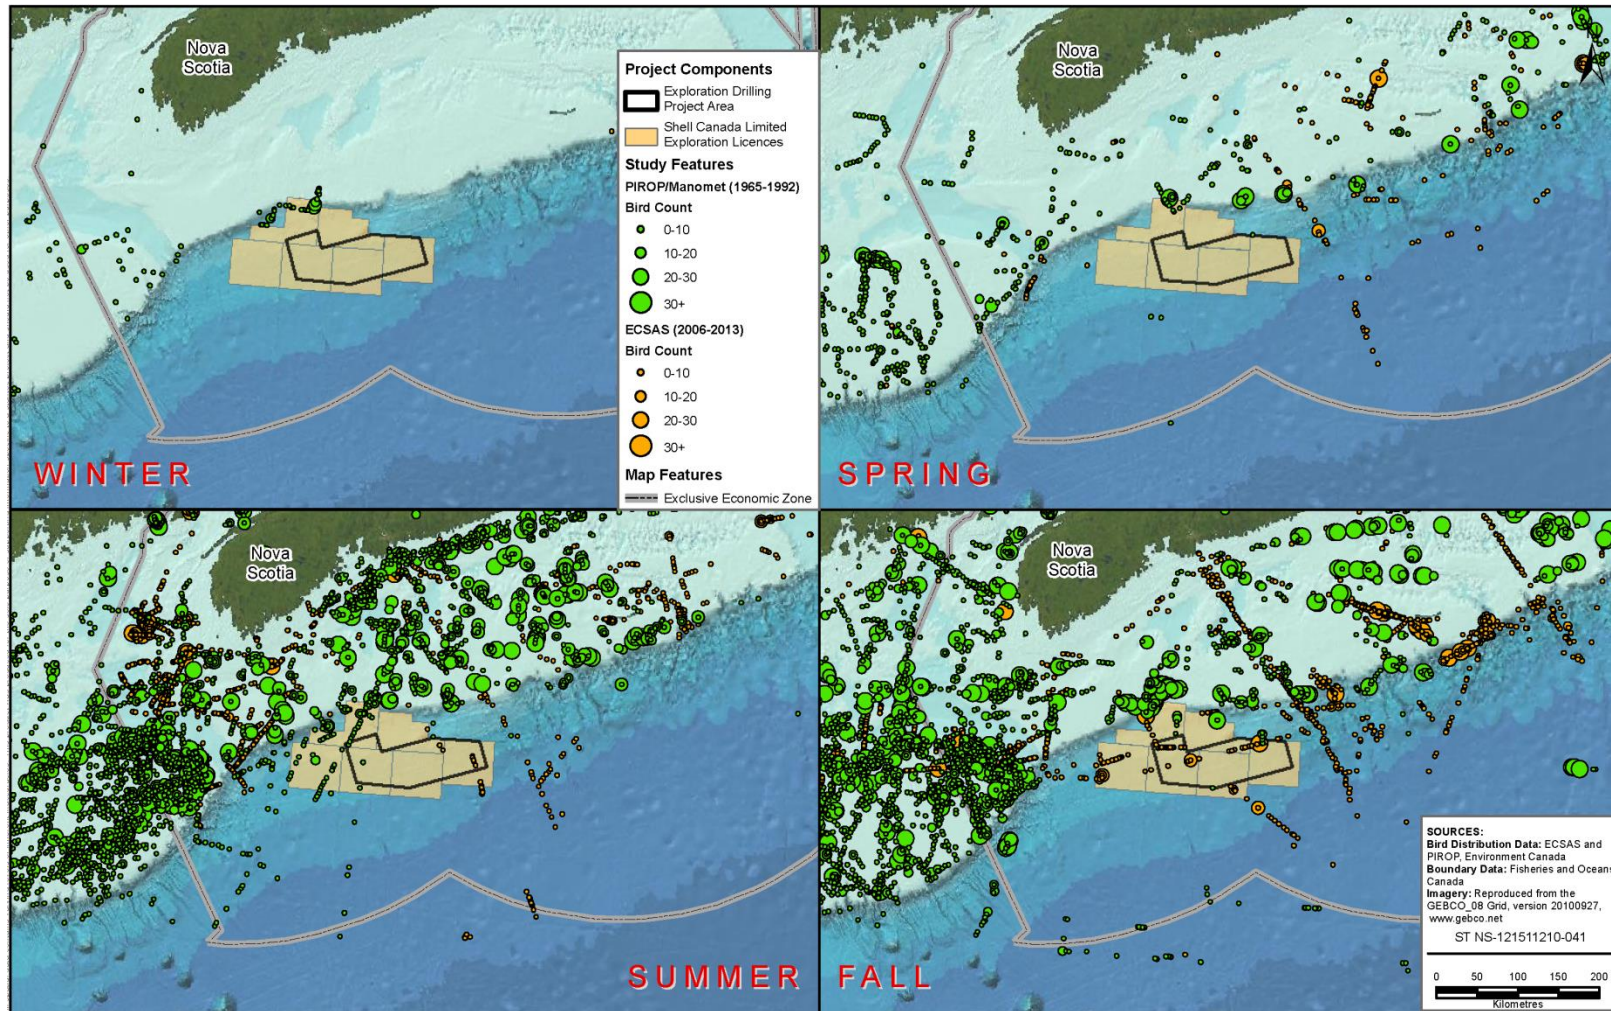 Nova
Scotia
WINTER
Project Components
Exploration Drilling
Project Area
Shell Canada Limited
Exploration Licences
Study Features
PIROP/Manomet (1965-1992)
Bird Count
0-10
10-20
20-30
30+
ECSAS (2006-2013)
Bird Count
0-10
10-20
20-30
30+
Map Features
Exclusive Economic Zone
Nova
Scotia
SPRING
Nova
Scotia
SUMMER
Nova
Scotia
FALL
SOURCES:
Bird Distribution Data: ECSAS and
PIROP, Environment Canada
Boundary Data: Fisheries and Oceans
Canada
Imagery: Reproduced from the
GEBCO_08 Grid, version 20100927,
www.gebco.net
ST NS-121511210-041
0 50 100 150 200
Kilometres